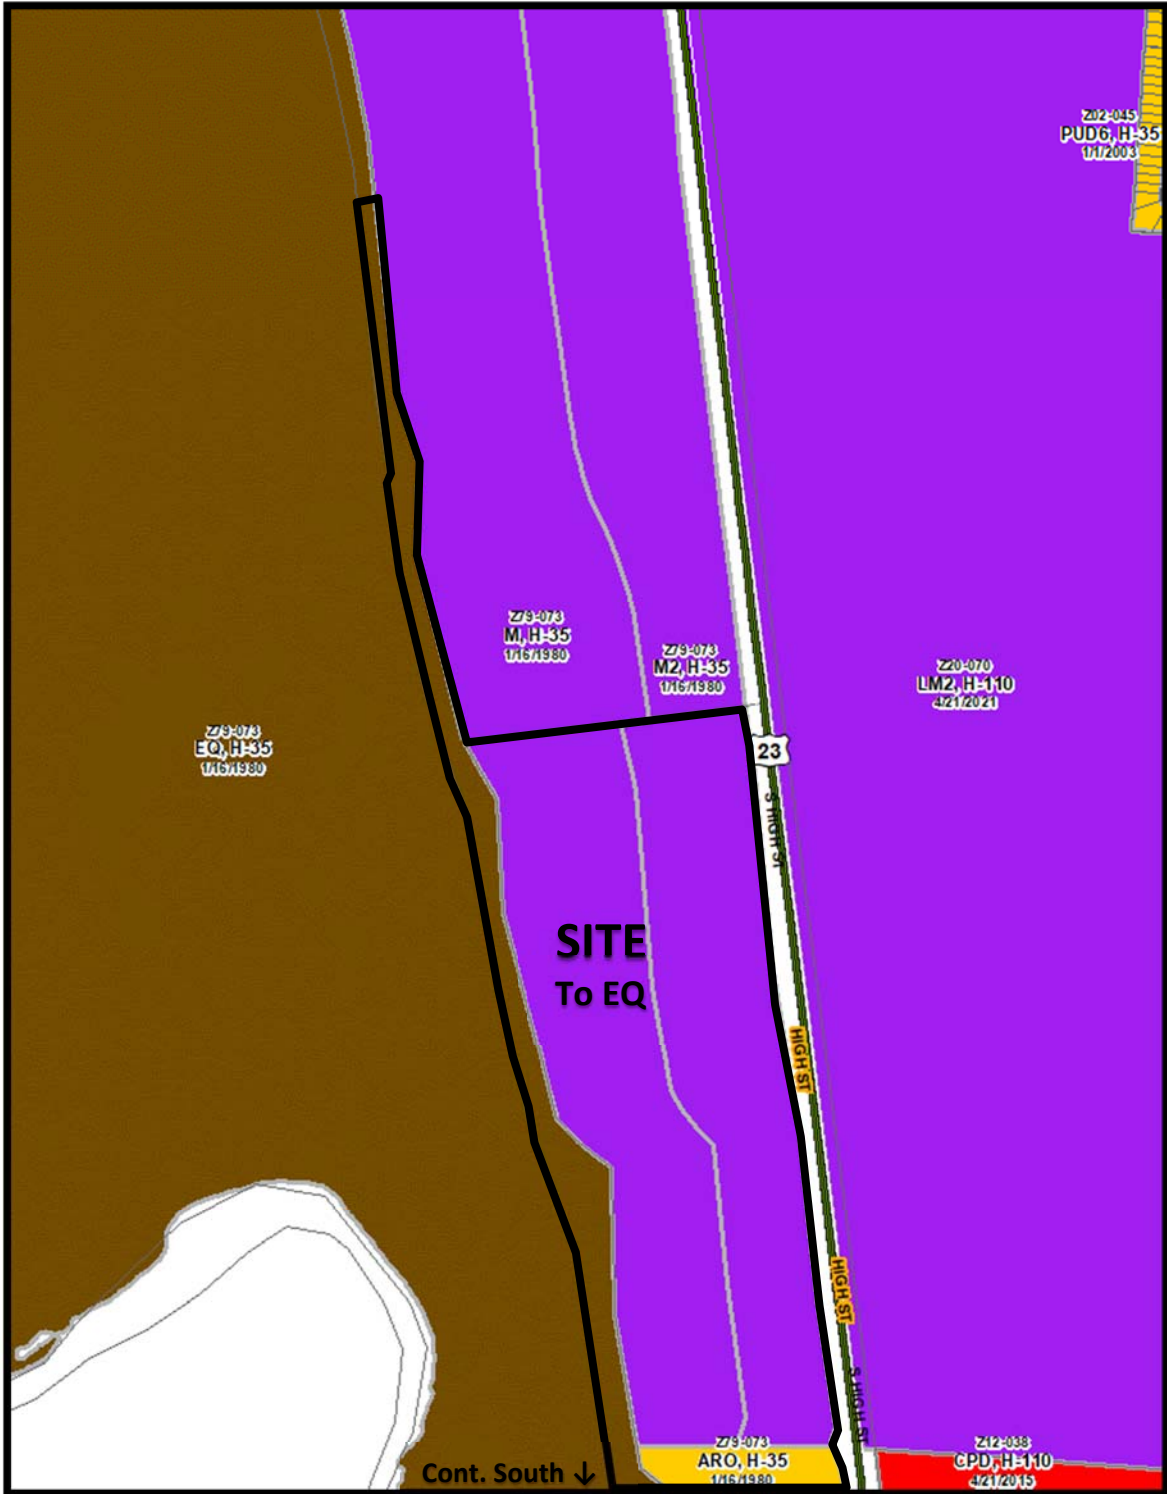 Z02-045
PUD6, H-35
1/1/2003
Z79-073
M, H-35
1/16/1980
Z79-073
M2, H-35
1/16/1980
Z20-070
LM2, H-110
4/21/2021
Z79-073
EQ, H-35
1/16/1980
23
S HIGH ST
SITE
To EQ
HIGH ST
HIGH ST
S HIGH ST
Z79-073
ARO, H-35
1/16/1980
Z12-038
CPD, H-110
4/21/2015
Cont. South ↓